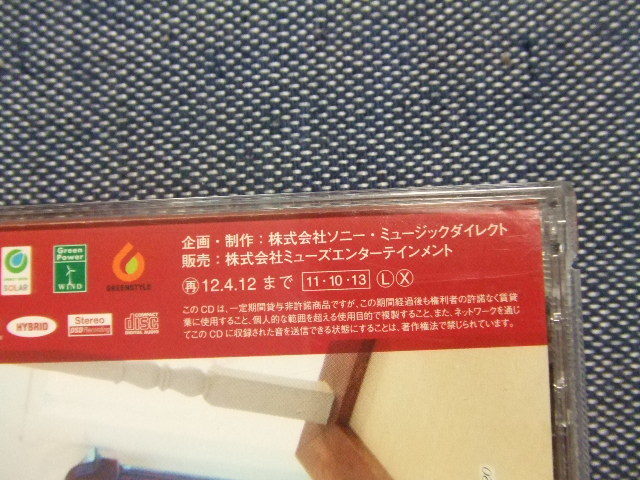 企画・制作：株式会社ソニー・ミュージックダイレクト
販売：株式会社ミューズエンターテインメント
再 12.4.12 まで 11・10・13 L X
このCDは、一定期間貸与非許諾商品ですが、この期間経過後も権利者の許諾なく賃貸
業に使用すること、個人的な範囲を超える使用目的で複製すること、また、ネットワークを通じ
てこのCDに収録された音を送信できる状態にすることは、著作権法で禁じられています。
SOLAR
Green
Power
WIND
GREENSTYLE
HYBRID
Stereo
DSD Recording
COMPACT
disc
DIGITAL AUDIO